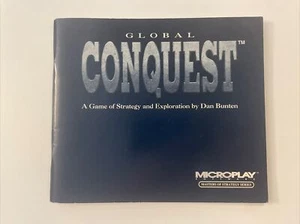 GLOBAL
CONQUEST™
A Game of Strategy and Exploration by Dan Bunten
MICROPLAY
MASTERS OF STRATEGY SERIES